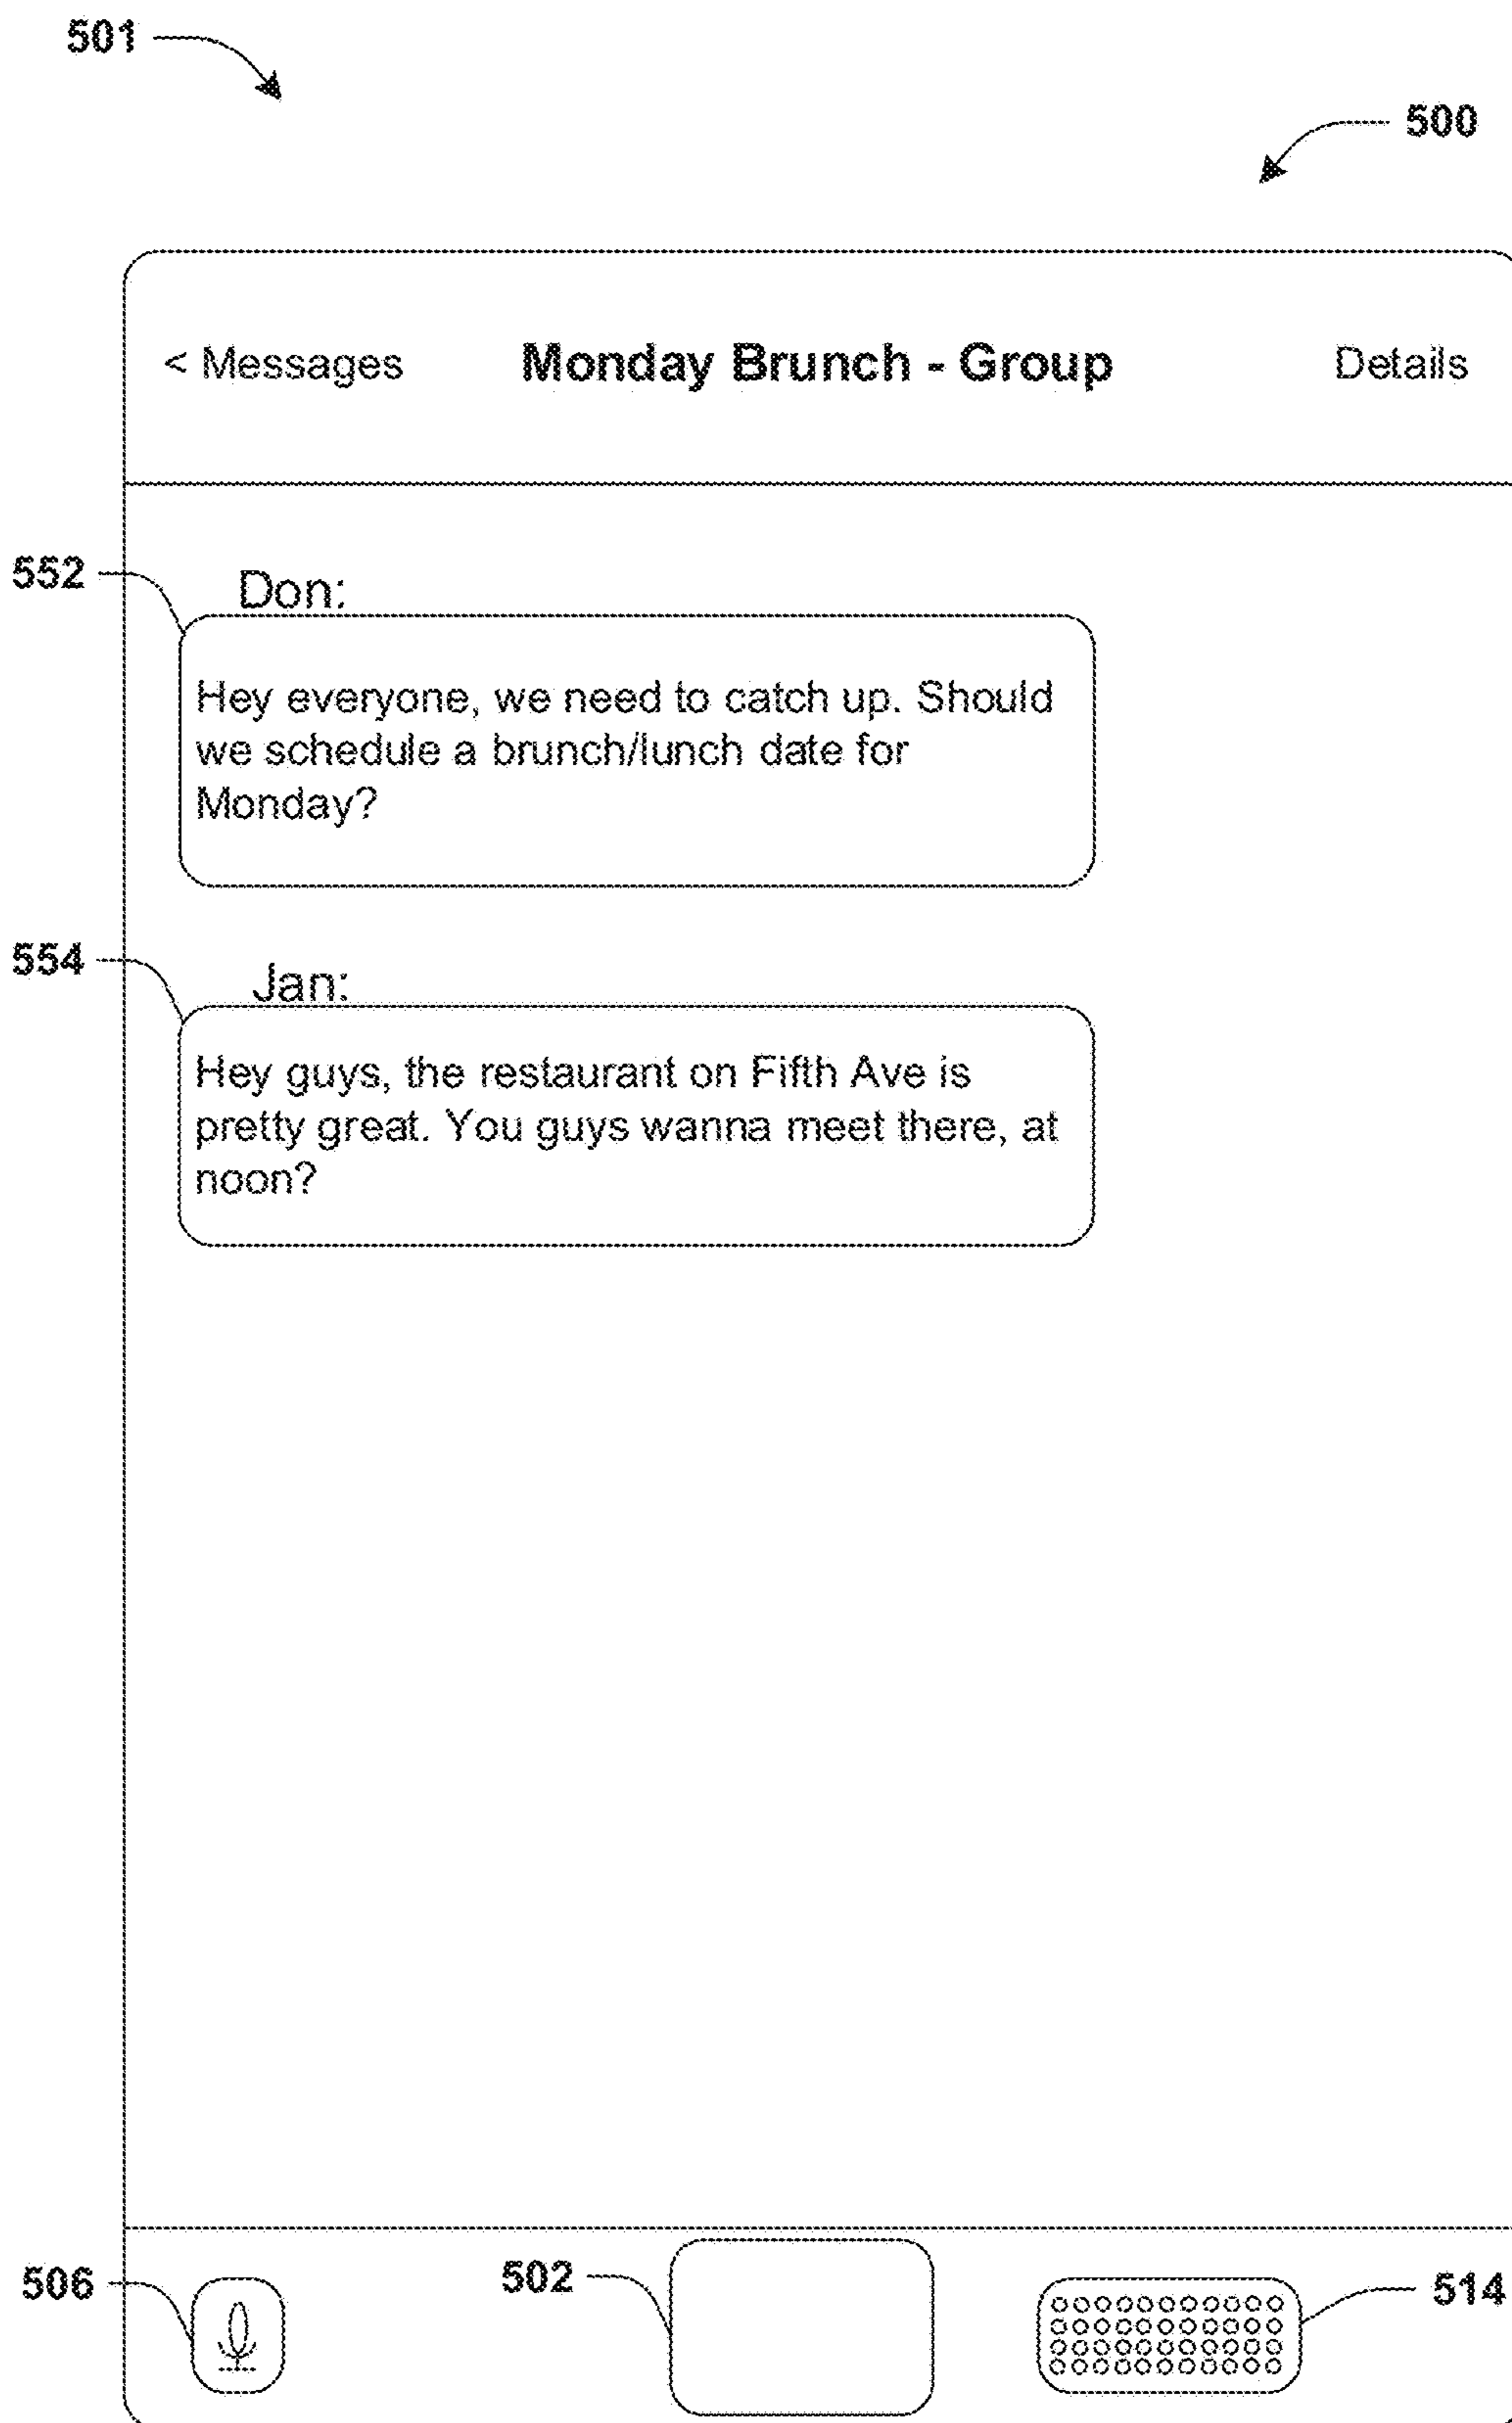 501
500
< Messages Monday Brunch - Group Details
552
Don:
Hey everyone, we need to catch up. Should
we schedule a brunch/lunch date for
Monday?
554
Jan:
Hey guys, the restaurant on Fifth Ave is
pretty great. You guys wanna meet there, at
noon?
506
502
514